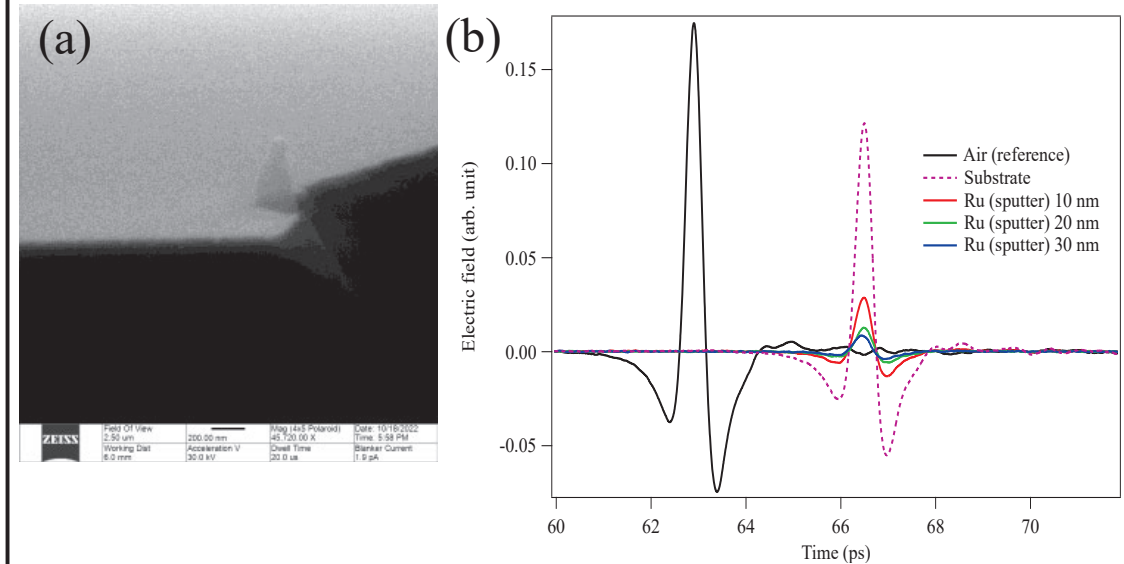 (a)
ZEISS
Field Of View
2.50 um
200.00 nm
Mag (4x5 Polaroid)
45,720.00 X
Date: 10/18/2022
Time: 5:58 PM
Working Dist
6.0 mm
Acceleration V
30.0 kV
Dwell Time
20.0 us
Blanker Current
1.9 pA
(b)
Electric field (arb. unit)
0.15
0.10
0.05
0.00
-0.05
Air (reference)
Substrate
Ru (sputter) 10 nm
Ru (sputter) 20 nm
Ru (sputter) 30 nm
60 62 64 66 68 70
Time (ps)